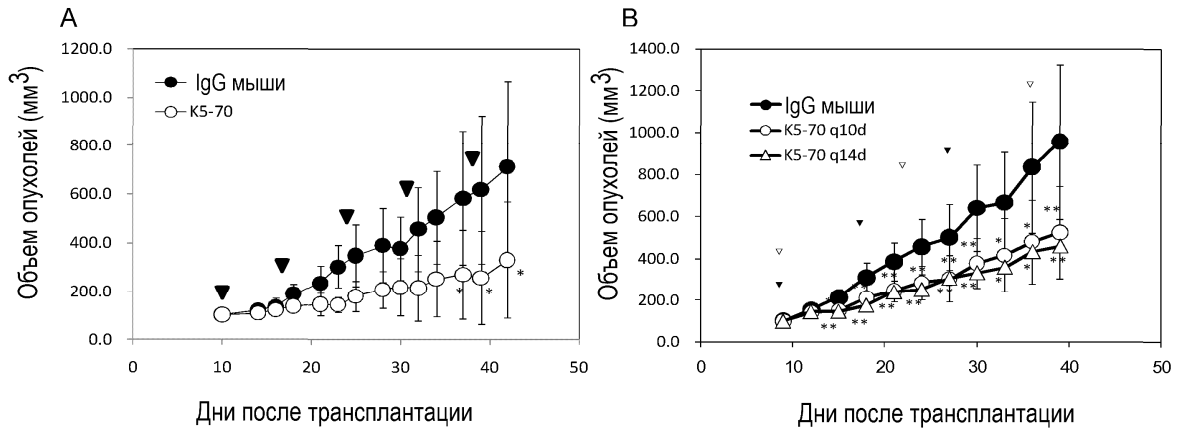 A
Объем опухолей (мм3)
1200.0
1000.0
800.0
600.0
400.0
200.0
0.0
IgG мыши
K5-70
* * *
0 10 20 30 40 50
Дни после трансплантации
B
Объем опухолей (мм3)
1400.0
1200.0
1000.0
800.0
600.0
400.0
200.0
0.0
IgG мыши
K5-70 q10d
K5-70 q14d
0 10 20 30 40 50
Дни после трансплантации